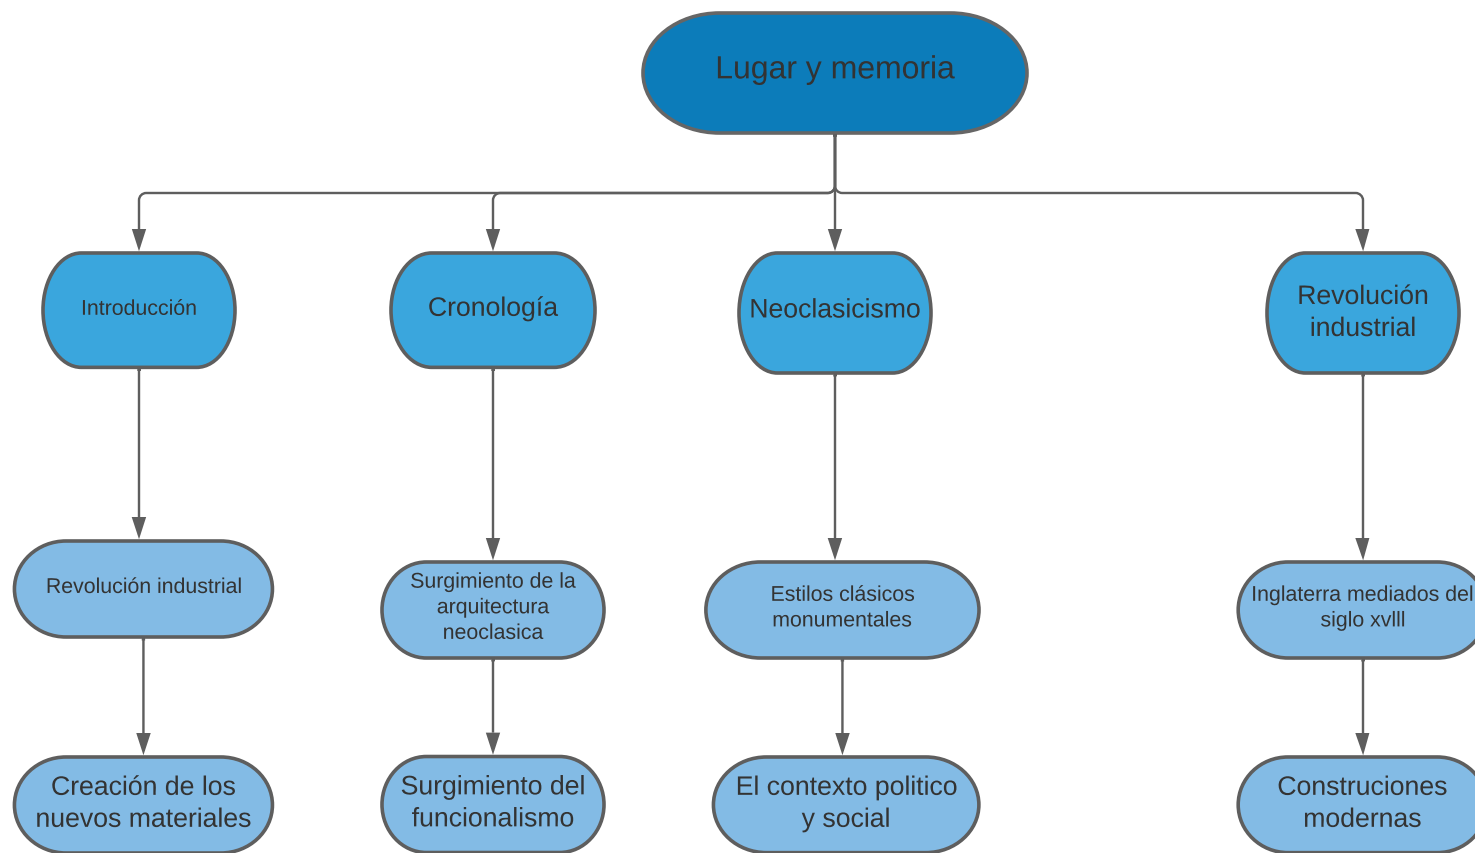 Lugar y memoria
Introducción
Cronología
Neoclasicismo
Revolución
industrial
Revolución industrial
Surgimiento de la
arquitectura
neoclasica
Estilos clásicos
monumentales
Inglaterra mediados del
siglo xvlll
Creación de los
nuevos materiales
Surgimiento del
funcionalismo
El contexto politico
y social
Construciones
modernas